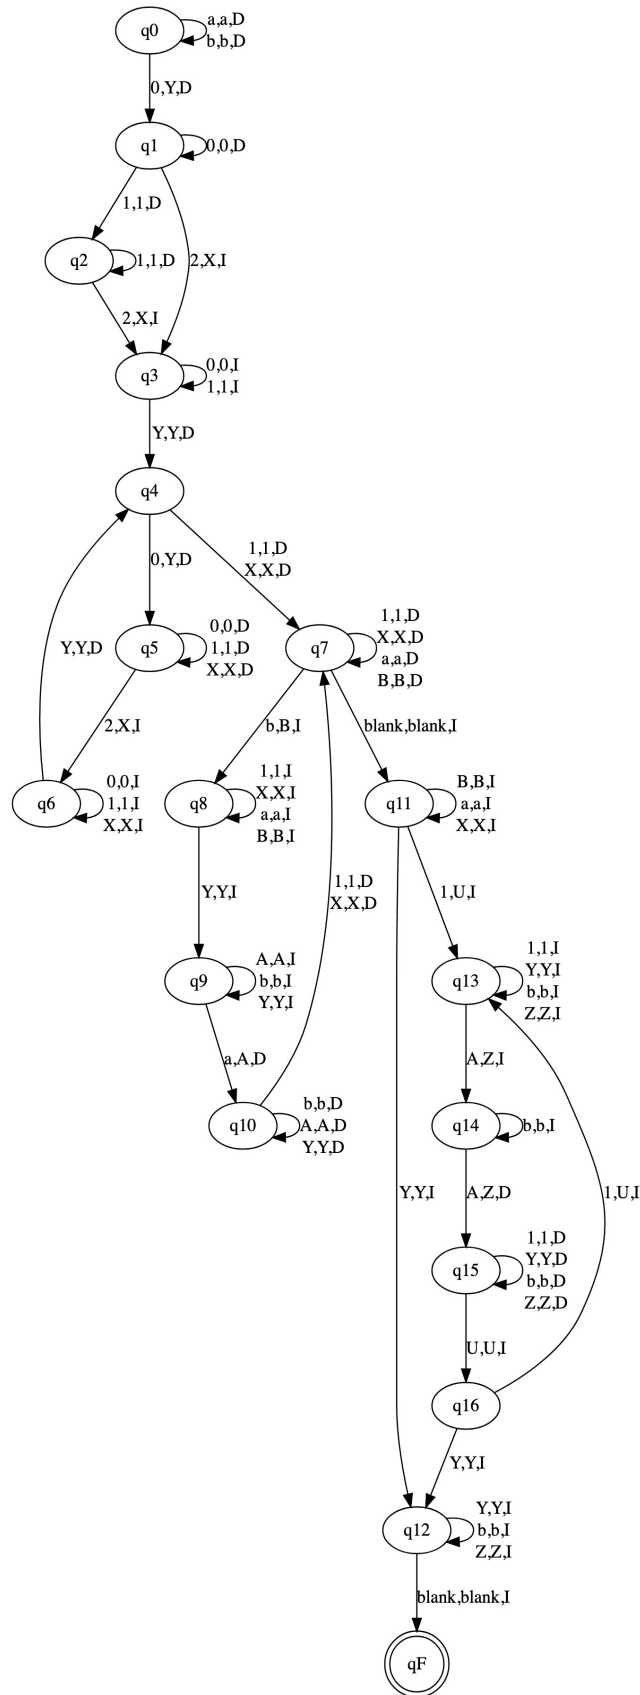 q0
a,a,D
b,b,D
0,Y,D
q1
0,0,D
1,1,D
q2
1,1,D
2,X,I
2,X,I
q3
0,0,I
1,1,I
Y,Y,D
q4
0,Y,D
1,1,D
X,X,D
Y,Y,D
q5
0,0,D
1,1,D
X,X,D
q7
1,1,D
X,X,D
a,a,D
B,B,D
2,X,I
b,B,I
blank,blank,I
q6
0,0,I
1,1,I
X,X,I
q8
1,1,I
X,X,I
a,a,I
B,B,I
q11
B,B,I
a,a,I
X,X,I
Y,Y,I
1,1,D
X,X,D
1,U,I
q9
A,A,I
b,b,I
Y,Y,I
q13
1,1,I
Y,Y,I
b,b,I
Z,Z,I
a,A,D
A,Z,I
q10
b,b,D
A,A,D
Y,Y,D
q14
b,b,I
Y,Y,I
A,Z,D
1,U,I
q15
1,1,D
Y,Y,D
b,b,D
Z,Z,D
U,U,I
q16
Y,Y,I
q12
Y,Y,I
b,b,I
Z,Z,I
blank,blank,I
qF